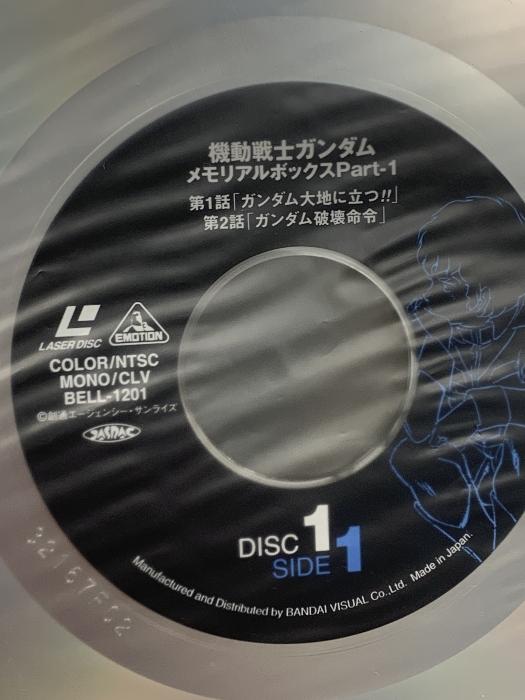 機動戦士ガンダム
メモリアルボックスPart-1
第1話「ガンダム大地に立つ!!」
第2話「ガンダム破壊命令」
LASER DISC
EMOTION
COLOR/NTSC
MONO/CLV
BELL-1201
©創通エージェンシー・サンライズ
JASRAC
DISC 1
SIDE 1
Manufactured and Distributed by BANDAI VISUAL Co.,Ltd. Made in Japan.